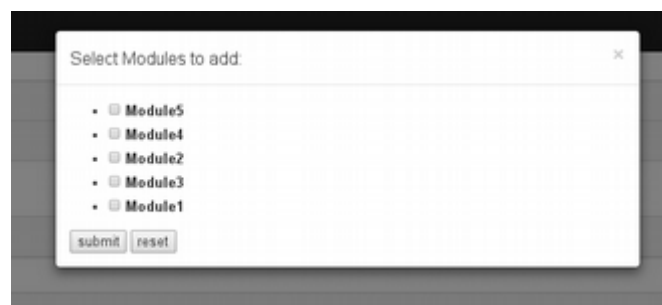 Select Modules to add: ×
Module5
Module4
Module2
Module3
Module1
submit reset